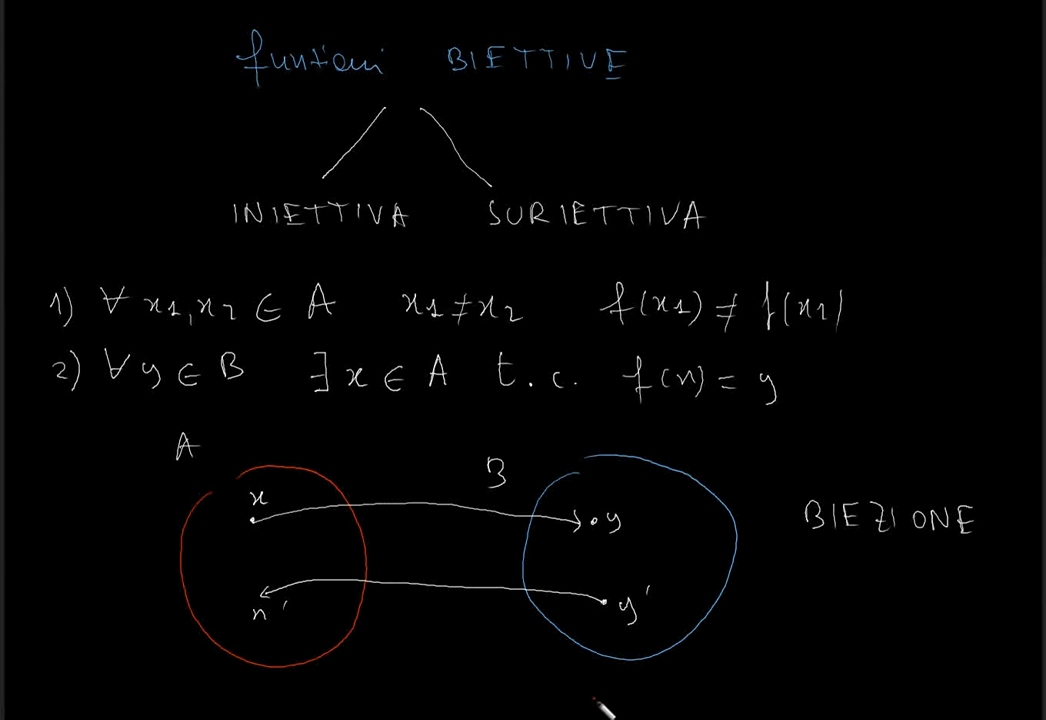 funzioni BIETTIVE
INIETTIVA SURIETTIVA
1) ∀ x1, x2 ∈ A x1 ≠ x2 f(x1) ≠ f(x2)
2) ∀ y ∈ B ∃ x ∈ A t.c. f(x) = y
A
B
x
y
BIEZIONE
x'
y'